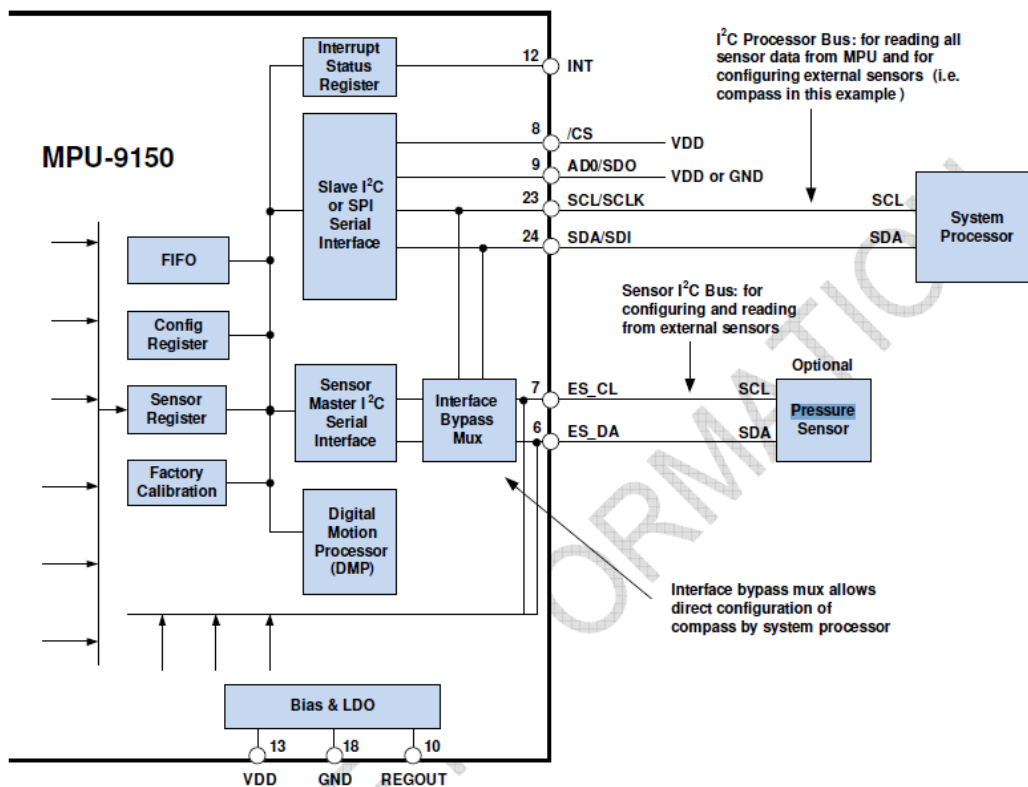 Interrupt
Status
Register
12
INT
I²C Processor Bus: for reading all
sensor data from MPU and for
configuring external sensors (i.e.
compass in this example )
MPU-9150
Slave I²C
or SPI
Serial
Interface
8
/CS
VDD
9
AD0/SDO
VDD or GND
23
SCL/SCLK
SCL
24
SDA/SDI
SDA
System
Processor
FIFO
Config
Register
Sensor
Register
Factory
Calibration
Sensor
Master I²C
Serial
Interface
Interface
Bypass
Mux
Digital
Motion
Processor
(DMP)
Sensor I²C Bus: for
configuring and reading
from external sensors
7
ES_CL
SCL
6
ES_DA
SDA
Optional
Pressure
Sensor
Interface bypass mux allows
direct configuration of
compass by system processor
Bias & LDO
13
18
10
VDD
GND
REGOUT
ORMATION